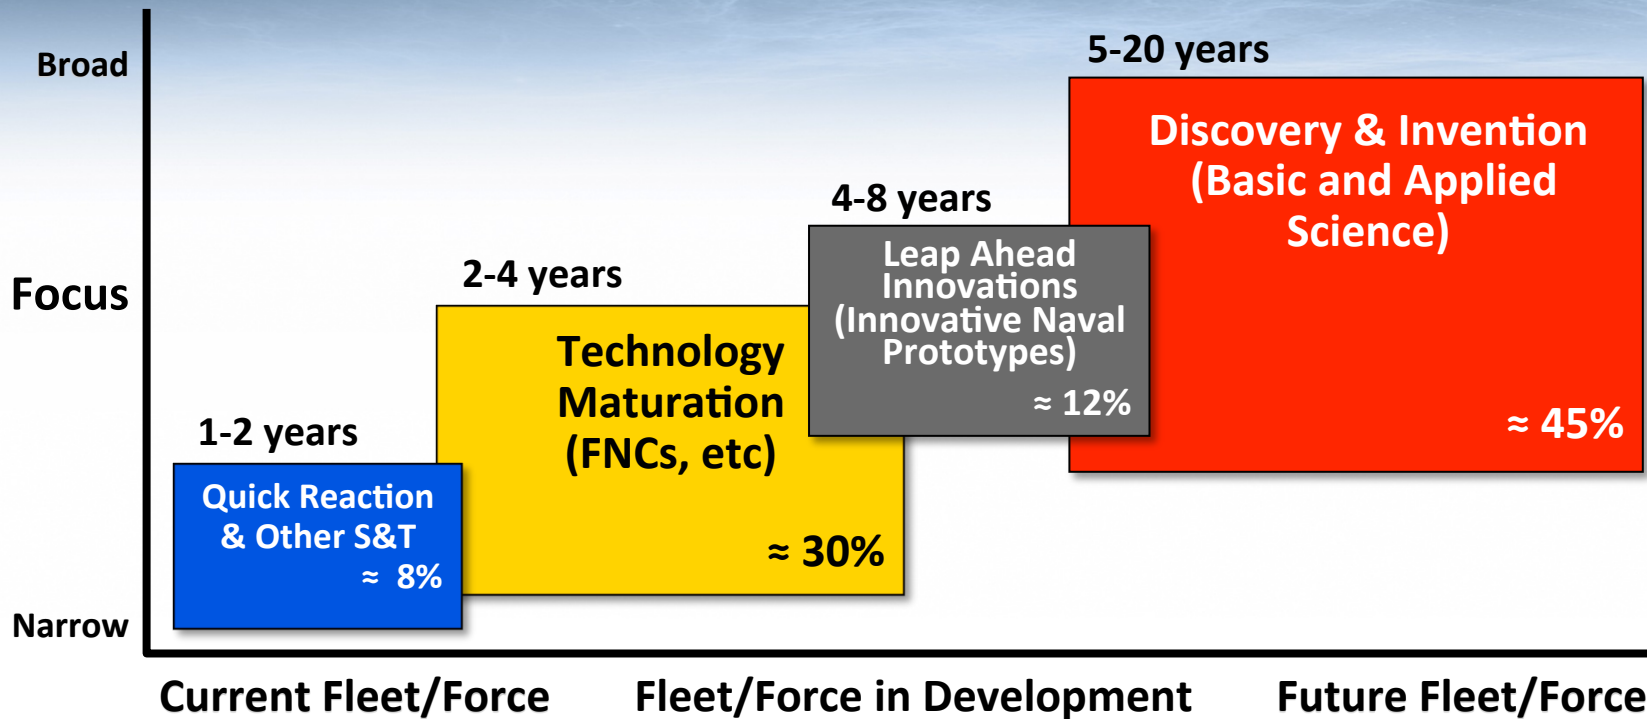 Broad
Focus
Narrow
1-2 years
Quick Reaction
& Other S&T
≈ 8%
2-4 years
Technology
Maturation
(FNCs, etc)
≈ 30%
4-8 years
Leap Ahead
Innovations
(Innovative Naval
Prototypes)
≈ 12%
5-20 years
Discovery & Invention
(Basic and Applied
Science)
≈ 45%
Current Fleet/Force
Fleet/Force in Development
Future Fleet/Force